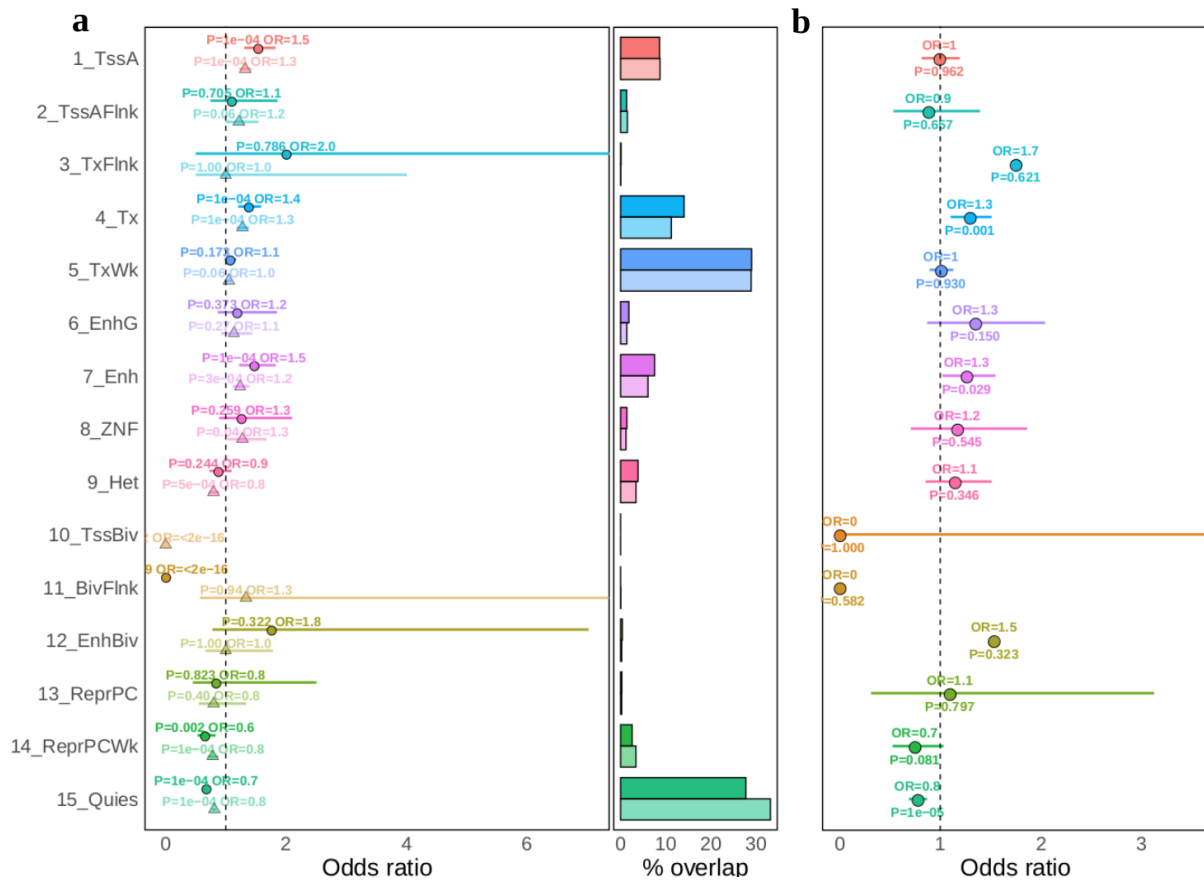 a
b
1_TssA
P=1e−04 OR=1.5
P=1e−04 OR=1.3
OR=1
P=0.962
2_TssAFlnk
P=0.705 OR=1.1
P=0.06 OR=1.2
OR=0.9
P=0.657
3_TxFlnk
P=0.786 OR=2.0
P=1.00 OR=1.0
OR=1.7
P=0.621
4_Tx
P=1e−04 OR=1.4
P=1e−04 OR=1.3
OR=1.3
P=0.001
5_TxWk
P=0.173 OR=1.1
P=0.06 OR=1.0
OR=1
P=0.930
6_EnhG
P=0.373 OR=1.2
P=0.27 OR=1.1
OR=1.3
P=0.150
7_Enh
P=1e−04 OR=1.5
P=3e−04 OR=1.2
OR=1.3
P=0.029
8_ZNF
P=0.259 OR=1.3
P=0.04 OR=1.3
OR=1.2
P=0.545
9_Het
P=0.244 OR=0.9
P=5e−04 OR=0.8
OR=1.1
P=0.346
10_TssBiv
OR=<2e−16
OR=0
=1.000
11_BivFlnk
9 OR=<2e−16
P=0.94 OR=1.3
OR=0
=0.582
12_EnhBiv
P=0.322 OR=1.8
P=1.00 OR=1.0
OR=1.5
P=0.323
13_ReprPC
P=0.823 OR=0.8
P=0.40 OR=0.8
OR=1.1
P=0.797
14_ReprPCWk
P=0.002 OR=0.6
P=1e−04 OR=0.8
OR=0.7
P=0.081
15_Quies
P=1e−04 OR=0.7
P=1e−04 OR=0.8
OR=0.8
P=1e−05
0 2 4 6
0 10 20 30
0 1 2 3
Odds ratio
% overlap
Odds ratio